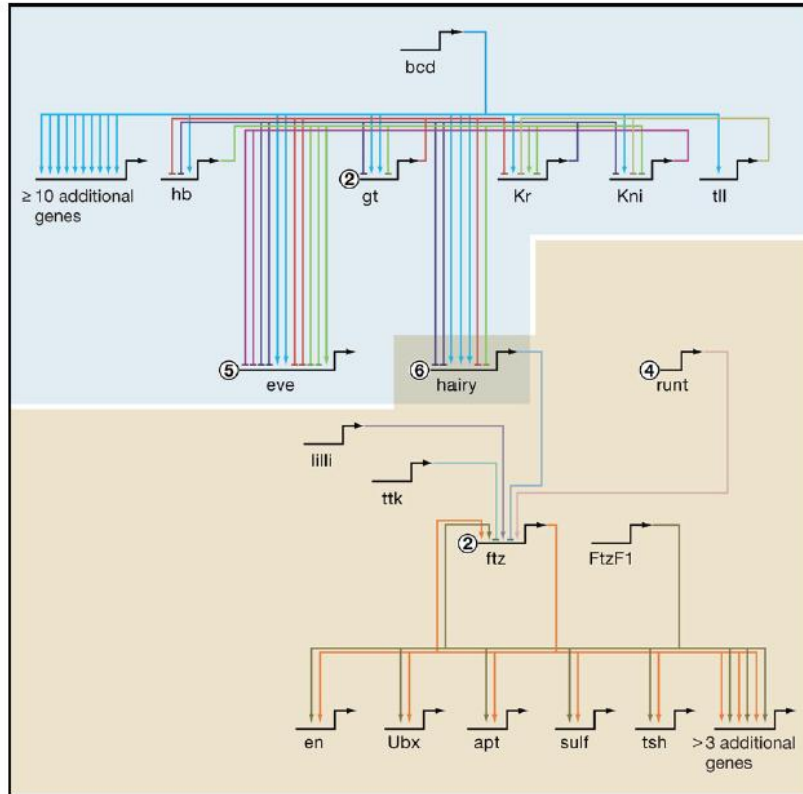 bcd
≥ 10 additional
genes
hb
2
gt
Kr
Kni
tll
5
eve
6
hairy
4
runt
lilli
ttk
2
ftz
FtzF1
en
Ubx
apt
sulf
tsh
>3 additional
genes